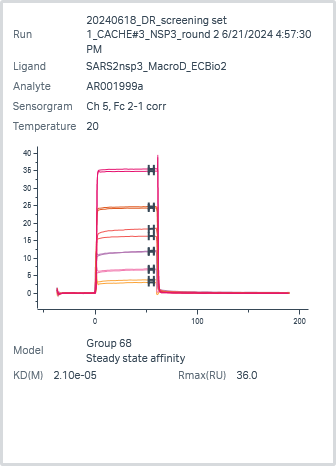 20240618_DR_screening set
Run 1_CACHE#3_NSP3_round 2 6/21/2024 4:57:30
PM
Ligand SARS2nsp3_MacroD_ECBio2
Analyte AR001999a
Sensorgram Ch 5, Fc 2-1 corr
Temperature 20
40
35
30
25
20
15
10
5
0
0 100 200
Model Group 68
Steady state affinity
KD(M) 2.10e-05 Rmax(RU) 36.0